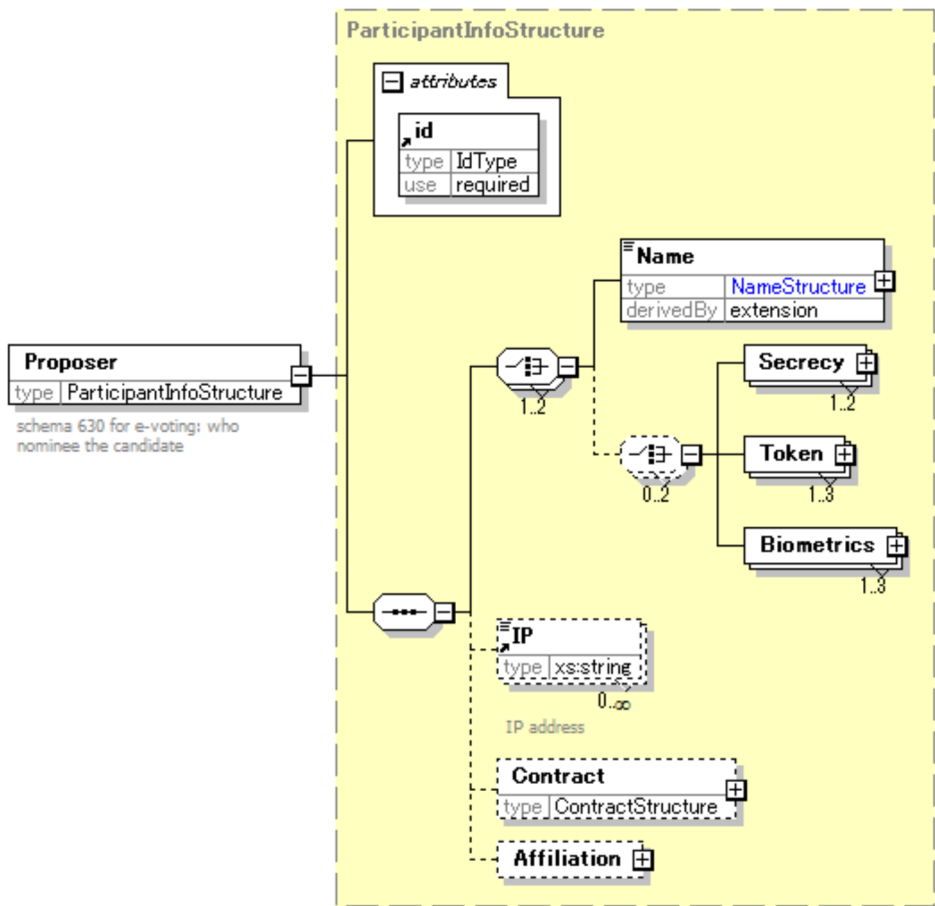 ParticipantInfoStructure
attributes
id
type IdType
use required
Name
type NameStructure
derivedBy extension
Proposer
type ParticipantInfoStructure
schema 630 for e-voting: who
nominee the candidate
1..2
Secrecy
1..2
0..2
Token
1..3
Biometrics
1..3
IP
type xs:string
0..∞
IP address
Contract
type ContractStructure
Affiliation